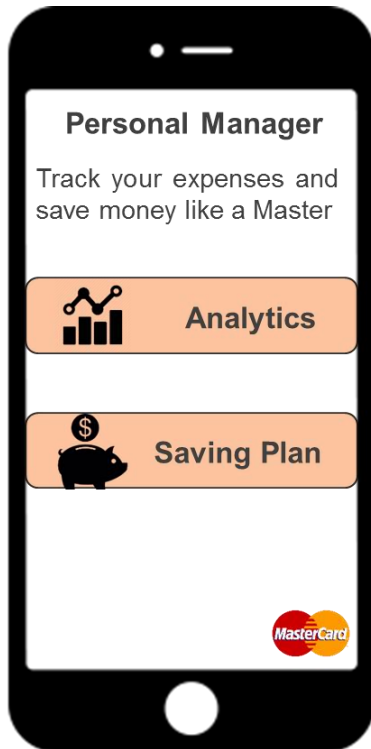 Personal Manager
Track your expenses and
save money like a Master
Analytics
$
Saving Plan
MasterCard